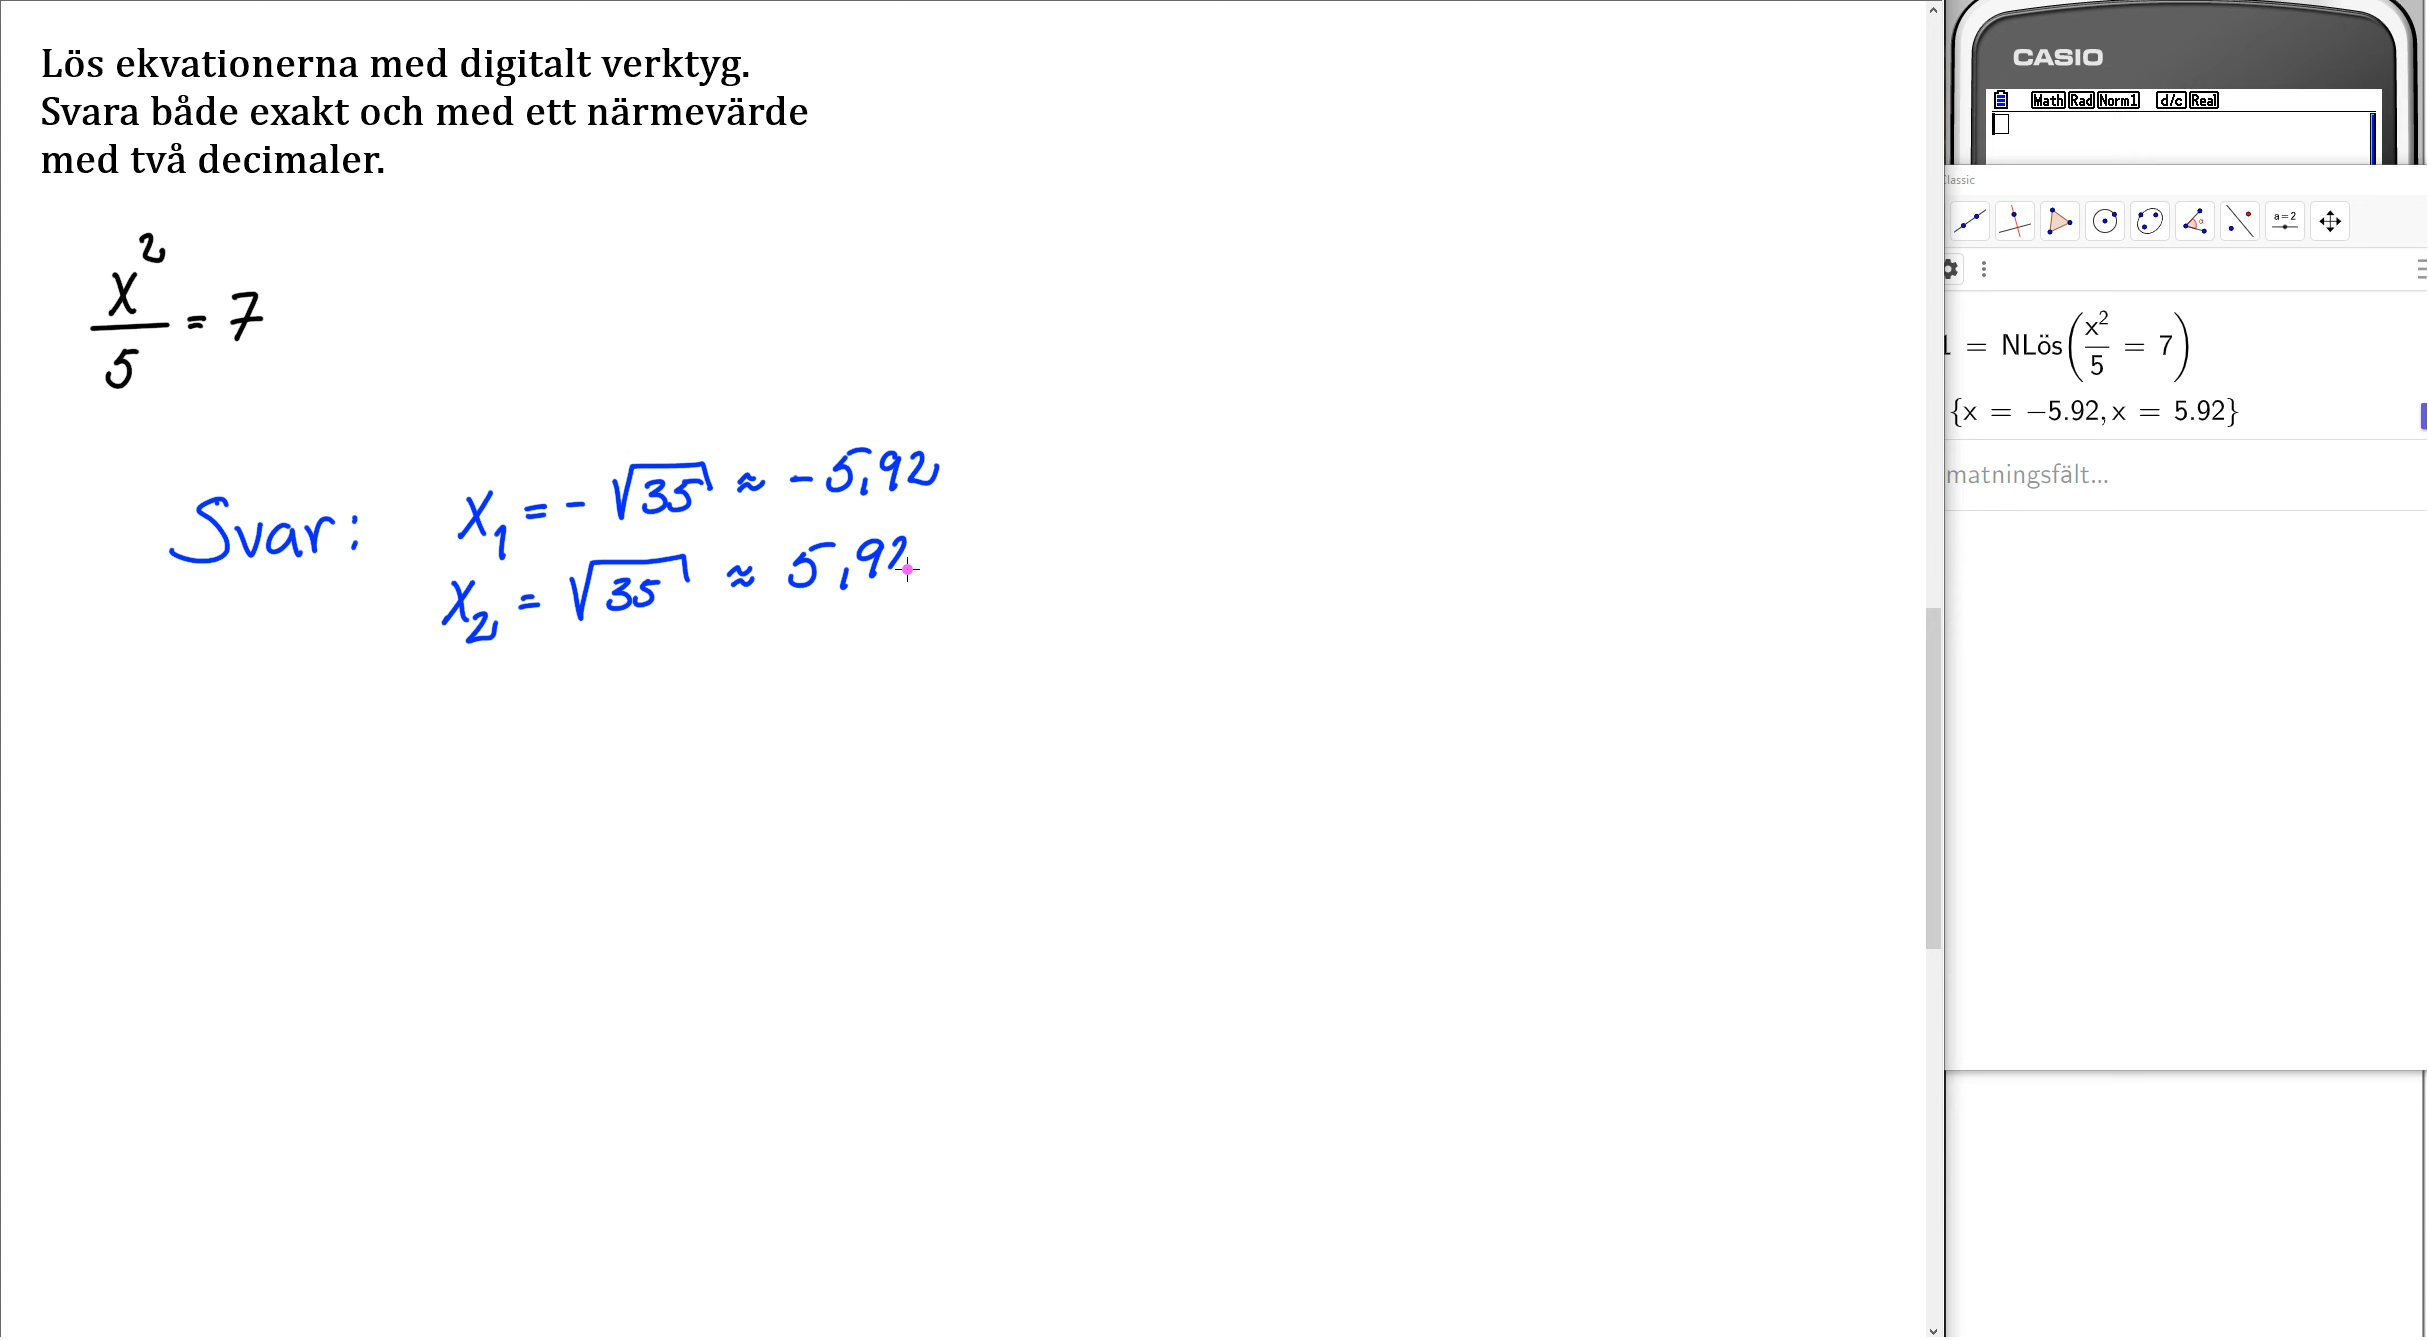 Lös ekvationerna med digitalt verktyg.
Svara både exakt och med ett närmevärde
med två decimaler.
x²/5 = 7
Svar: x₁ = -√35 ≈ -5,92
x₂ = √35 ≈ 5,92
CASIO
Math Rad Norm1 d/c Real
Classic
a = 2
1 = NLös(x²/5 = 7)
{x = −5.92, x = 5.92}
matningsfält...